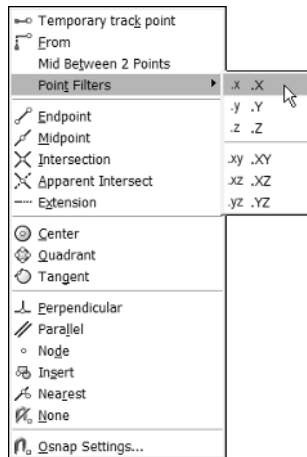 Temporary track point
From
Mid Between 2 Points
Point Filters
.x .X
.y .Y
.z .Z
.xy .XY
.xz .XZ
.yz .YZ
Endpoint
Midpoint
Intersection
Apparent Intersect
Extension
Center
Quadrant
Tangent
Perpendicular
Parallel
Node
Insert
Nearest
None
Osnap Settings...